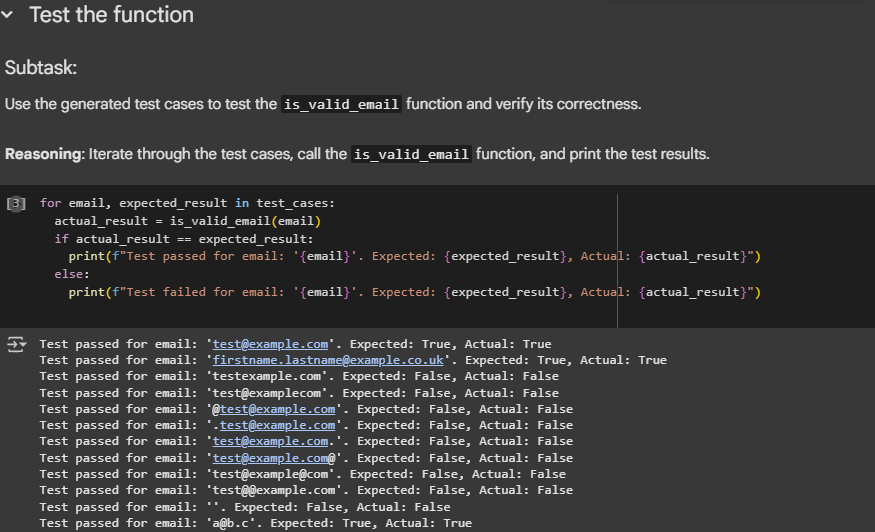 Test the function
Subtask:
Use the generated test cases to test the is_valid_email function and verify its correctness.
Reasoning: Iterate through the test cases, call the is_valid_email function, and print the test results.
[3] for email, expected_result in test_cases:
actual_result = is_valid_email(email)
if actual_result == expected_result:
print(f"Test passed for email: '{email}'. Expected: {expected_result}, Actual: {actual_result}")
else:
print(f"Test failed for email: '{email}'. Expected: {expected_result}, Actual: {actual_result}")
Test passed for email: 'test@example.com'. Expected: True, Actual: True
Test passed for email: 'firstname.lastname@example.co.uk'. Expected: True, Actual: True
Test passed for email: 'testexample.com'. Expected: False, Actual: False
Test passed for email: 'test@examplecom'. Expected: False, Actual: False
Test passed for email: '@test@example.com'. Expected: False, Actual: False
Test passed for email: '.test@example.com'. Expected: False, Actual: False
Test passed for email: 'test@example.com.'. Expected: False, Actual: False
Test passed for email: 'test@example.com@'. Expected: False, Actual: False
Test passed for email: 'test@example@com'. Expected: False, Actual: False
Test passed for email: 'test@@example.com'. Expected: False, Actual: False
Test passed for email: ''. Expected: False, Actual: False
Test passed for email: 'a@b.c'. Expected: True, Actual: True